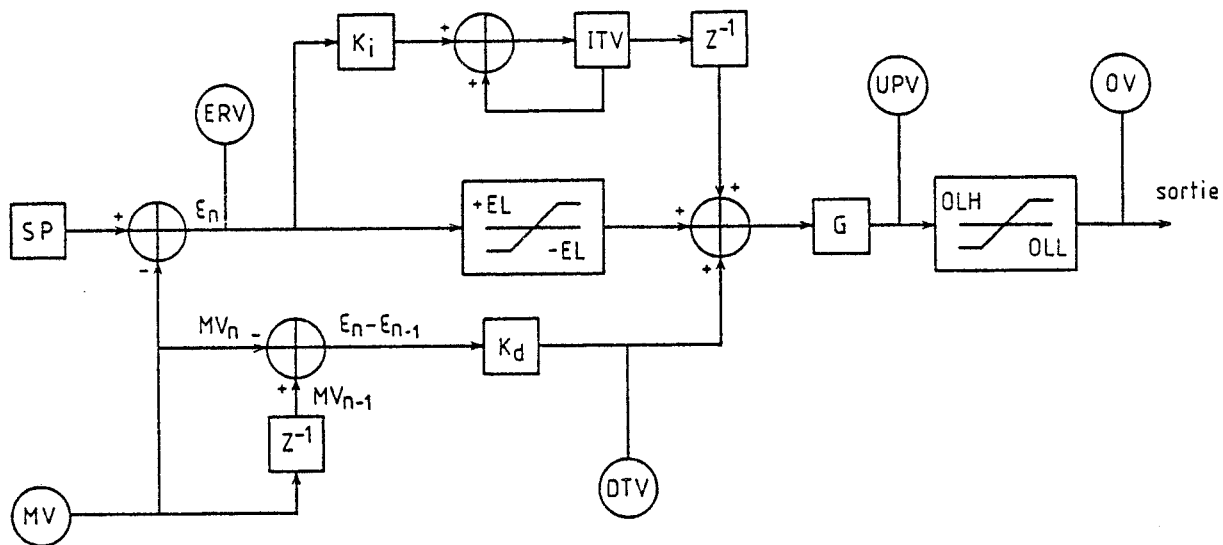 Ki
+
ITV
Z⁻¹
+
ERV
UPV
OV
SP
+
εn
-
+EL
-EL
+
+
+
G
OLH
OLL
sortie
MVn
-
εn-εn-1
Kd
+
MVn-1
Z⁻¹
MV
DTV